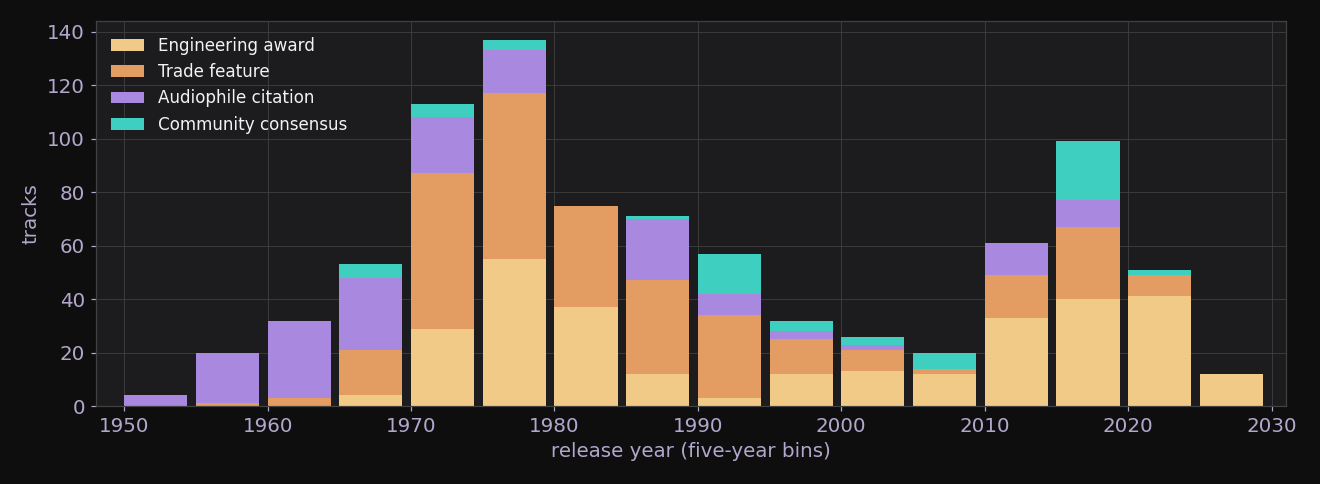 140
120
100
80
60
40
20
0
tracks
Engineering award
Trade feature
Audiophile citation
Community consensus
1950 1960 1970 1980 1990 2000 2010 2020 2030
release year (five-year bins)